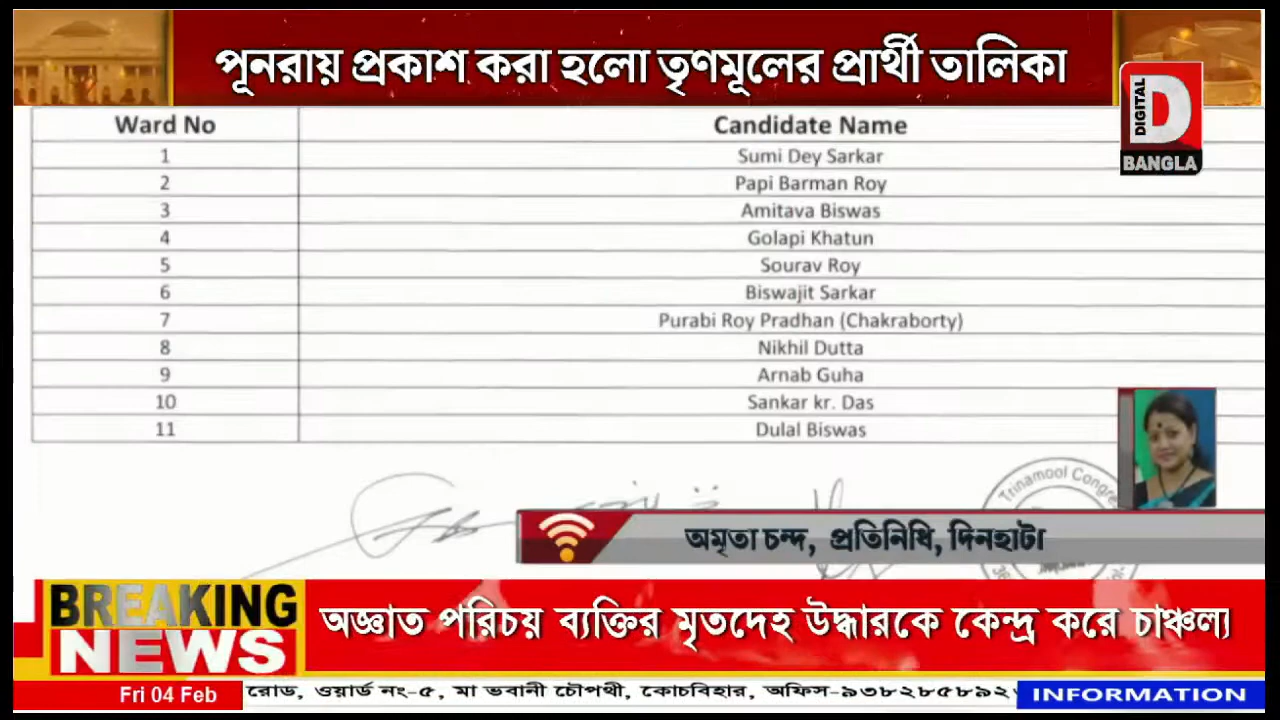 পূনরায় প্রকাশ করা হলো তৃণমূলের প্রার্থী তালিকা
DIGITAL
D
BANGLA
Ward No Candidate Name
1 Sumi Dey Sarkar
2 Papi Barman Roy
3 Amitava Biswas
4 Golapi Khatun
5 Sourav Roy
6 Biswajit Sarkar
7 Purabi Roy Pradhan (Chakraborty)
8 Nikhil Dutta
9 Arnab Guha
10 Sankar kr. Das
11 Dulal Biswas
Trinamool
অমৃতা চন্দ, প্রতিনিধি, দিনহাটা
BREAKING
NEWS
অজ্ঞাত পরিচয় ব্যক্তির মৃতদেহ উদ্ধারকে কেন্দ্র করে চাঞ্চল্য
Fri 04 Feb রোড, ওয়ার্ড নং-৫, মা ভবানী চৌপথী, কোচবিহার, অফিস-৯৩৮২৮৫৮৯২ INFORMATION